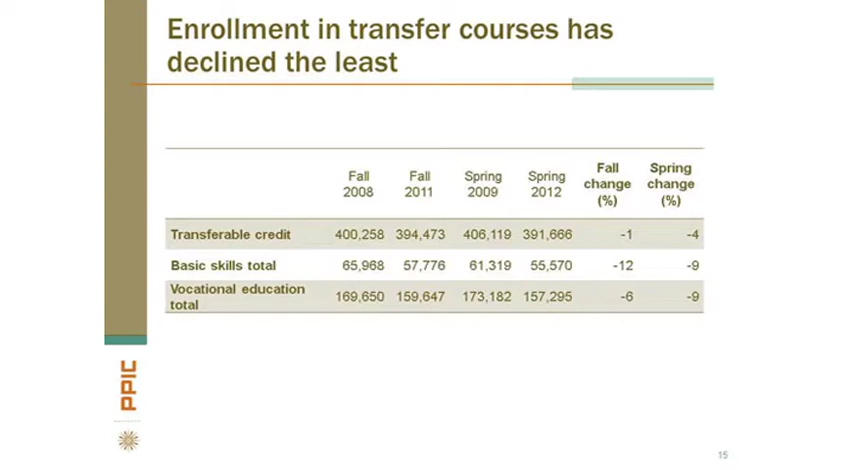 Enrollment in transfer courses has
declined the least
Fall 2008 Fall 2011 Spring 2009 Spring 2012 Fall change (%) Spring change (%)
Transferable credit 400,258 394,473 406,119 391,666 -1 -4
Basic skills total 65,968 57,776 61,319 55,570 -12 -9
Vocational education total 169,650 159,647 173,182 157,295 -6 -9
PPIC
15